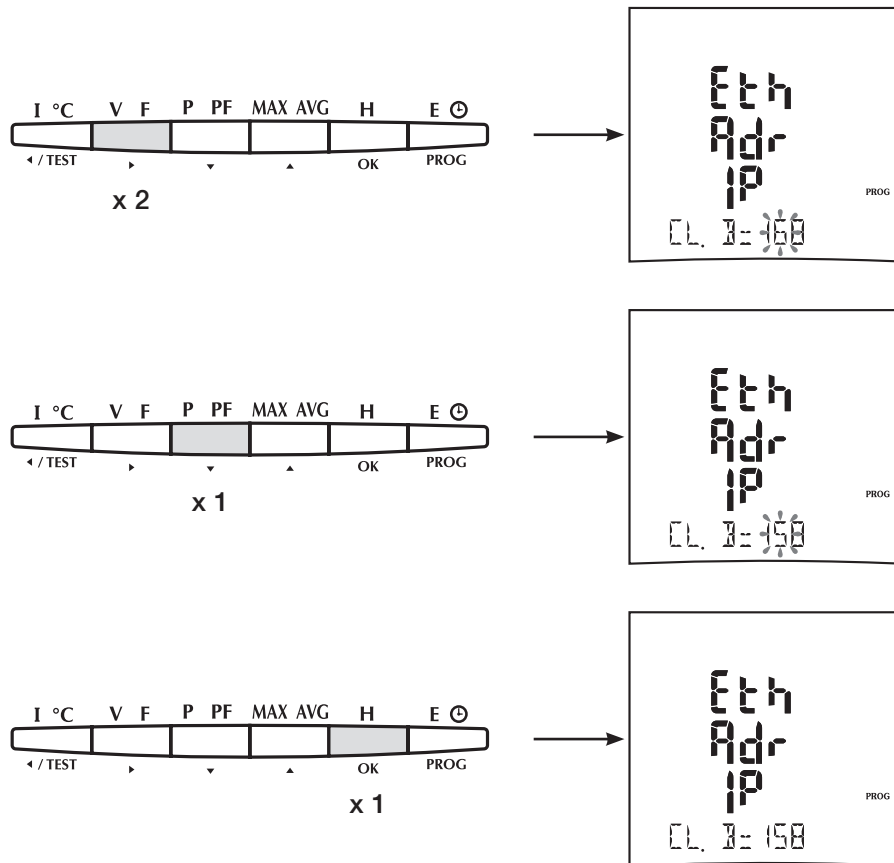 I °C V F P PF MAX AVG H E
/ TEST OK PROG
x 2
Eth
Adr
IP
PROG
CL. 3= 168
I °C V F P PF MAX AVG H E
/ TEST OK PROG
x 1
Eth
Adr
IP
PROG
CL. 3= 158
I °C V F P PF MAX AVG H E
/ TEST OK PROG
x 1
Eth
Adr
IP
PROG
CL. 3= 158